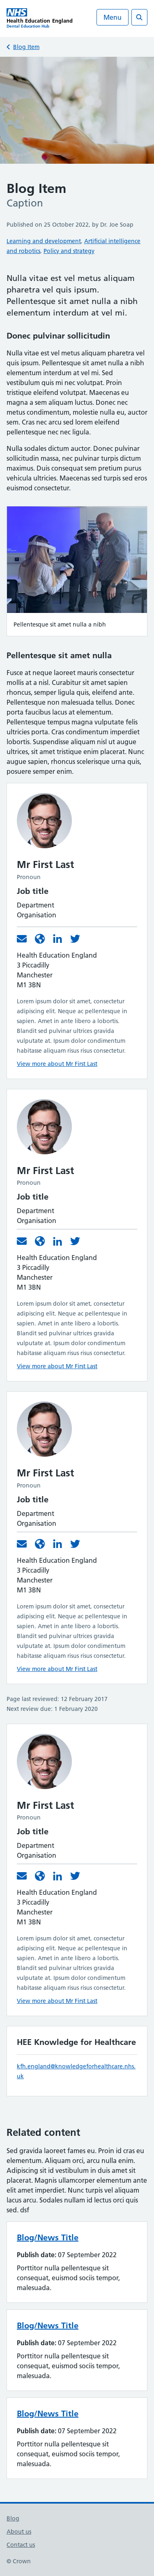 NHS
Health Education England
Dental Education Hub
Menu
Blog Item
Blog Item
Caption
Published on 25 October 2022, by Dr. Joe Soap
Learning and development, Artificial intelligence
and robotics, Policy and strategy
Nulla vitae est vel metus aliquam
pharetra vel quis ipsum.
Pellentesque sit amet nulla a nibh
elementum interdum at vel mi.
Donec pulvinar sollicitudin
Nulla vitae est vel metus aliquam pharetra vel
quis ipsum. Pellentesque sit amet nulla a nibh
elementum interdum at vel mi. Sed
vestibulum quis mi nec volutpat. Proin
tristique eleifend volutpat. Maecenas eu
magna a sem aliquam luctus. Donec nec
metus condimentum, molestie nulla eu, auctor
sem. Cras nec arcu sed lorem eleifend
pellentesque nec nec ligula.
Nulla sodales dictum auctor. Donec pulvinar
sollicitudin massa, nec pulvinar turpis dictum
mattis. Duis consequat sem pretium purus
vehicula ultricies. Maecenas sed turpis sed eros
euismod consectetur.
Pellentesque sit amet nulla a nibh
Pellentesque sit amet nulla
Fusce at neque laoreet mauris consectetur
mollis at a nisl. Curabitur sit amet sapien
rhoncus, semper ligula quis, eleifend ante.
Pellentesque non malesuada tellus. Donec
porta faucibus lacus at elementum.
Pellentesque tempus magna vulputate felis
ultricies porta. Cras condimentum imperdiet
lobortis. Suspendisse aliquam nisl ut augue
ultrices, sit amet tristique enim placerat. Nunc
augue sapien, rhoncus scelerisque urna quis,
posuere semper enim.
Mr First Last
Pronoun
Job title
Department
Organisation
Health Education England
3 Piccadilly
Manchester
M1 3BN
Lorem ipsum dolor sit amet, consectetur
adipiscing elit. Neque ac pellentesque in
sapien. Amet in ante libero a lobortis.
Blandit sed pulvinar ultrices gravida
vulputate at. Ipsum dolor condimentum
habitasse aliquam risus risus consectetur.
View more about Mr First Last
Mr First Last
Pronoun
Job title
Department
Organisation
Health Education England
3 Piccadilly
Manchester
M1 3BN
Lorem ipsum dolor sit amet, consectetur
adipiscing elit. Neque ac pellentesque in
sapien. Amet in ante libero a lobortis.
Blandit sed pulvinar ultrices gravida
vulputate at. Ipsum dolor condimentum
habitasse aliquam risus risus consectetur.
View more about Mr First Last
Mr First Last
Pronoun
Job title
Department
Organisation
Health Education England
3 Piccadilly
Manchester
M1 3BN
Lorem ipsum dolor sit amet, consectetur
adipiscing elit. Neque ac pellentesque in
sapien. Amet in ante libero a lobortis.
Blandit sed pulvinar ultrices gravida
vulputate at. Ipsum dolor condimentum
habitasse aliquam risus risus consectetur.
View more about Mr First Last
Page last reviewed: 12 February 2017
Next review due: 1 February 2020
Mr First Last
Pronoun
Job title
Department
Organisation
Health Education England
3 Piccadilly
Manchester
M1 3BN
Lorem ipsum dolor sit amet, consectetur
adipiscing elit. Neque ac pellentesque in
sapien. Amet in ante libero a lobortis.
Blandit sed pulvinar ultrices gravida
vulputate at. Ipsum dolor condimentum
habitasse aliquam risus risus consectetur.
View more about Mr First Last
HEE Knowledge for Healthcare
kfh.england@knowledgeforhealthcare.nhs.
uk
Related content
Sed gravida laoreet fames eu. Proin id cras eu
elementum. Aliquam orci, arcu nulla in cum.
Adipiscing sit id vestibulum in duis amet sed
placerat. Magnis ullamcorper elementum ante
elit amet imperdiet. Nunc turpis vel aliquam
cras eu. Sodales nudlam id lectus orci quis
sed. dsf
Blog/News Title
Publish date: 07 September 2022
Porttitor nulla pellentesque sit
consequat, euismod sociis tempor,
malesuada.
Blog/News Title
Publish date: 07 September 2022
Porttitor nulla pellentesque sit
consequat, euismod sociis tempor,
malesuada.
Blog/News Title
Publish date: 07 September 2022
Porttitor nulla pellentesque sit
consequat, euismod sociis tempor,
malesuada.
Blog
About us
Contact us
© Crown